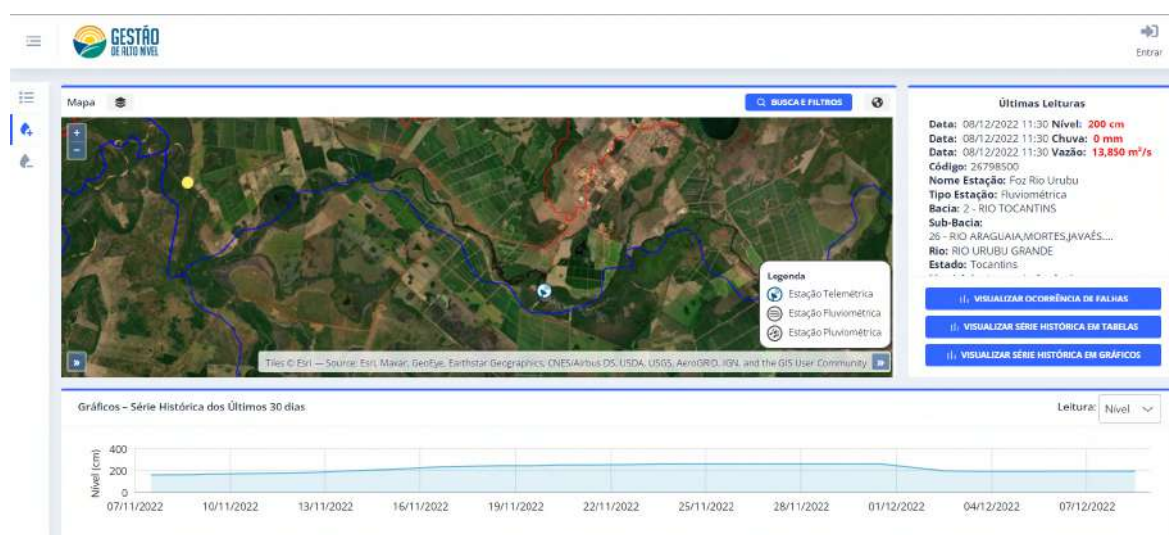 GESTÃO
DE ALTO NÍVEL
Entrar
Mapa
BUSCA E FILTROS
+
−
Legenda
Estação Telemétrica
Estação Fluviométrica
Estação Pluviométrica
»
Tiles © Esri — Source: Esri, Maxar, GeoEye, Earthstar Geographics, CNES/Airbus DS, USDA, USGS, AeroGRID, IGN, and the GIS User Community
»
Últimas Leituras
Data: 08/12/2022 11:30 Nível: 200 cm
Data: 08/12/2022 11:30 Chuva: 0 mm
Data: 08/12/2022 11:30 Vazão: 13,850 m³/s
Código: 26798500
Nome Estação: Foz Rio Urubu
Tipo Estação: Fluviométrica
Bacia: 2 - RIO TOCANTINS
Sub-Bacia:
26 - RIO ARAGUAIA,MORTES,JAVAÉS....
Rio: RIO URUBU GRANDE
Estado: Tocantins
VISUALIZAR OCORRÊNCIA DE FALHAS
VISUALIZAR SÉRIE HISTÓRICA EM TABELAS
VISUALIZAR SÉRIE HISTÓRICA EM GRÁFICOS
Gráficos – Série Histórica dos Últimos 30 dias
Leitura: Nível
Nível (cm)
400
200
0
07/11/2022 10/11/2022 13/11/2022 16/11/2022 19/11/2022 22/11/2022 25/11/2022 28/11/2022 01/12/2022 04/12/2022 07/12/2022